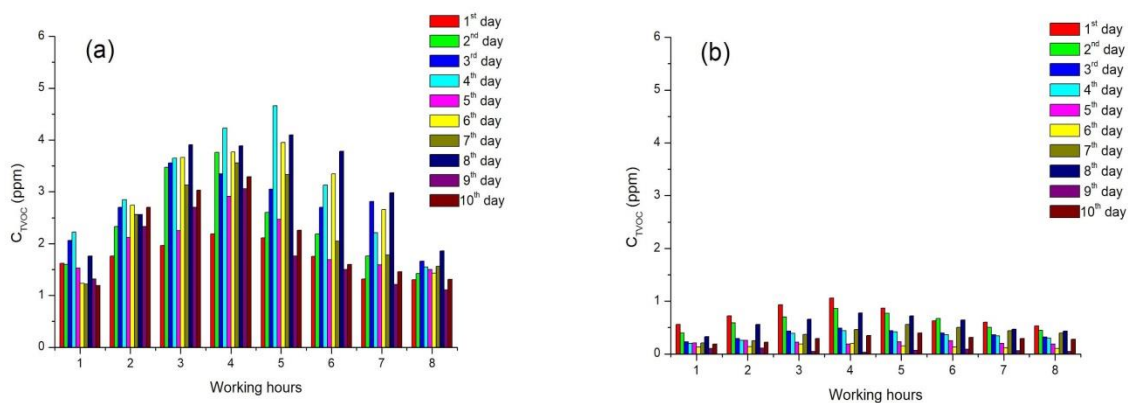 (a)
C_TVOC (ppm)
6
5
4
3
2
1
0
1 2 3 4 5 6 7 8
Working hours
1st day
2nd day
3rd day
4th day
5th day
6th day
7th day
8th day
9th day
10th day
(b)
C_TVOC (ppm)
6
5
4
3
2
1
0
1 2 3 4 5 6 7 8
Working hours
1st day
2nd day
3rd day
4th day
5th day
6th day
7th day
8th day
9th day
10th day